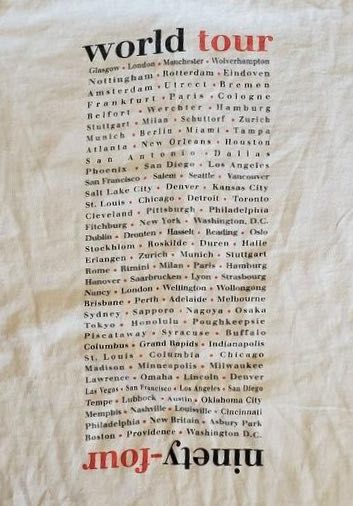 world tour
Glasgow • London • Manchester • Wolverhampton
Nottingham • Rotterdam • Eindoven
Amsterdam • Utrect • Bremen
Frankfurt • Paris • Cologne
Belfort • Werchter • Hamburg
Stuttgart • Milan • Schuttorf • Zurich
Munich • Berlin • Miami • Tampa
Atlanta • New Orleans • Houston
San Antonio • Dallas
Phoenix • San Diego • Los Angeles
San Francisco • Salem • Seattle • Vancouver
Salt Lake City • Denver • Kansas City
St. Louis • Chicago • Detroit • Toronto
Cleveland • Pittsburgh • Philadelphia
Fitchburg • New York • Washington, D.C.
Dublin • Dronten • Hasselt • Reading • Oslo
Stockhlom • Roskilde • Duren • Halle
Erlangen • Zurich • Munich • Stuttgart
Rome • Rimini • Milan • Paris • Hamburg
Hanover • Saarbrucken • Lyon • Strasbourg
Nancy • London • Wellington • Wollongong
Brisbane • Perth • Adelaide • Melbourne
Sydney • Sapporo • Nagoya • Osaka
Tokyo • Honolulu • Poughkeepsie
Piscataway • Syracuse • Buffalo
Columbus • Grand Rapids • Indianapolis
St. Louis • Columbia • Chicago
Madison • Minneapolis • Milwaukee
Lawrence • Omaha • Lincoln • Denver
Las Vegas • San Francisco • Los Angeles • San Diego
Tempe • Lubbock • Austin • Oklahoma City
Memphis • Nashville • Louisville • Cincinnati
Philadelphia • New Britain • Asbury Park
Boston • Providence • Washington D.C.
ninety-four